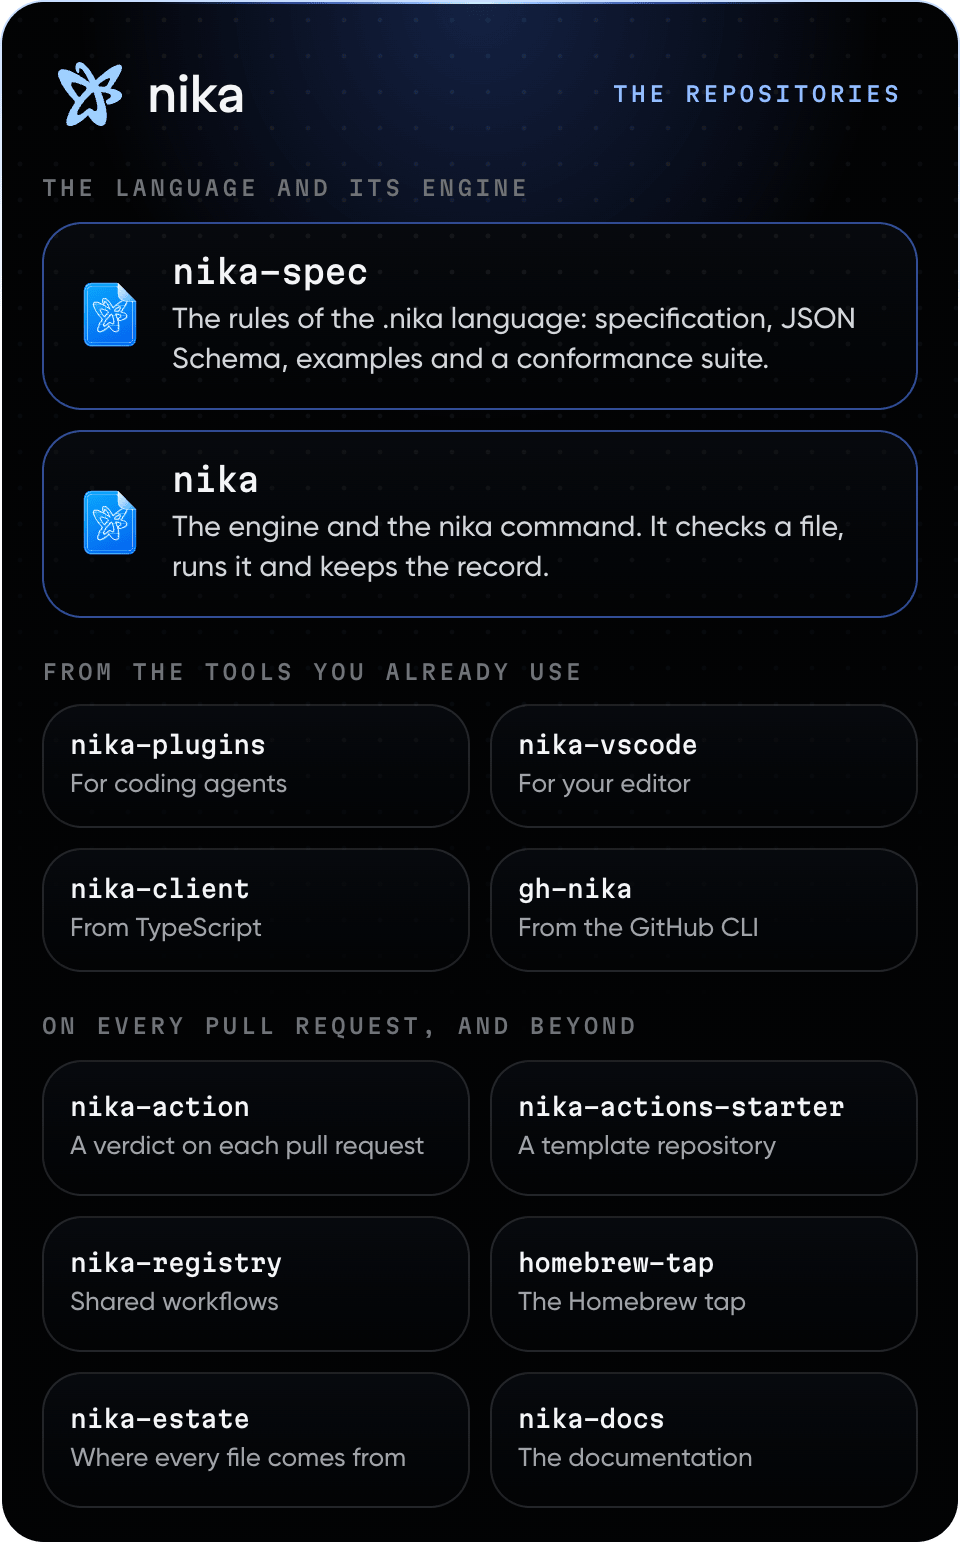 nika
THE REPOSITORIES
THE LANGUAGE AND ITS ENGINE
nika-spec
The rules of the .nika language: specification, JSON
Schema, examples and a conformance suite.
nika
The engine and the nika command. It checks a file,
runs it and keeps the record.
FROM THE TOOLS YOU ALREADY USE
nika-plugins
For coding agents
nika-vscode
For your editor
nika-client
From TypeScript
gh-nika
From the GitHub CLI
ON EVERY PULL REQUEST, AND BEYOND
nika-action
A verdict on each pull request
nika-actions-starter
A template repository
nika-registry
Shared workflows
homebrew-tap
The Homebrew tap
nika-estate
Where every file comes from
nika-docs
The documentation